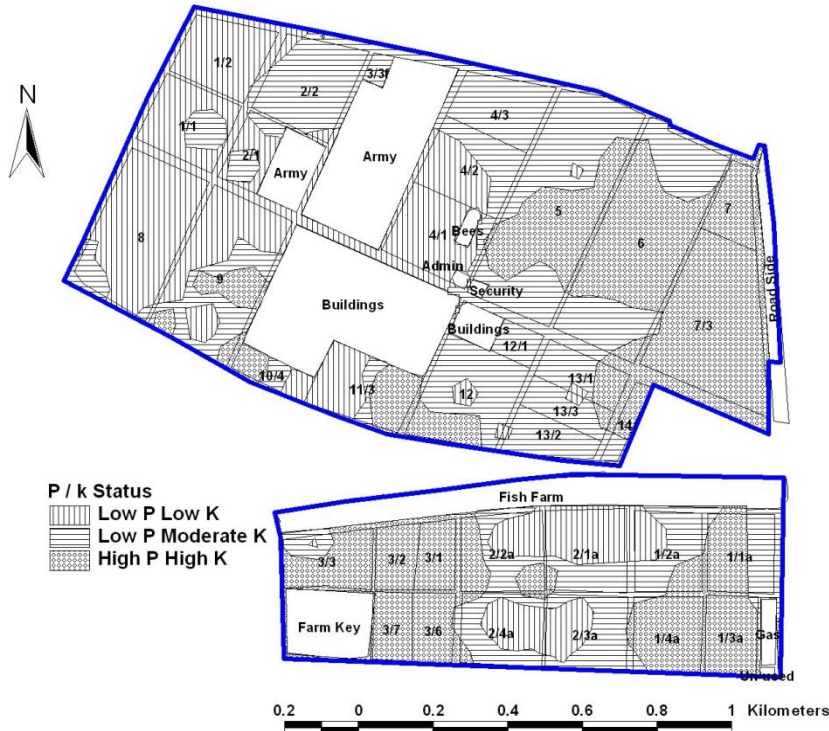 N
1/2
2/2
3/3f
Army
4/3
1/1
2/1
Army
4/2
7
5
6
4/1
Bees
8
Admin
9
Security
Road Side
Buildings
Buildings
7/3
12/1
10/4
11/3
12
13/1
13/3
13/2
14
P / k Status
Low P Low K
Low P Moderate K
High P High K
Fish Farm
3/3
3/2
3/1
2/2a
2/1a
1/2a
1/1a
Farm Key
3/7
3/6
2/4a
2/3a
1/4a
1/3a
Gas
Un-used
0.2 0 0.2 0.4 0.6 0.8 1 Kilometers